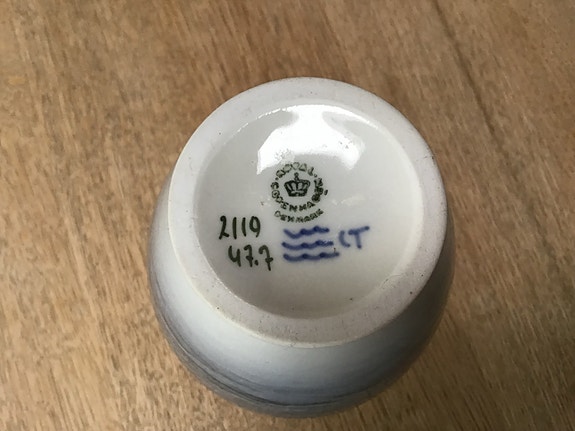 ROYAL COPENHAGEN
DENMARK
2119
47.7
CT